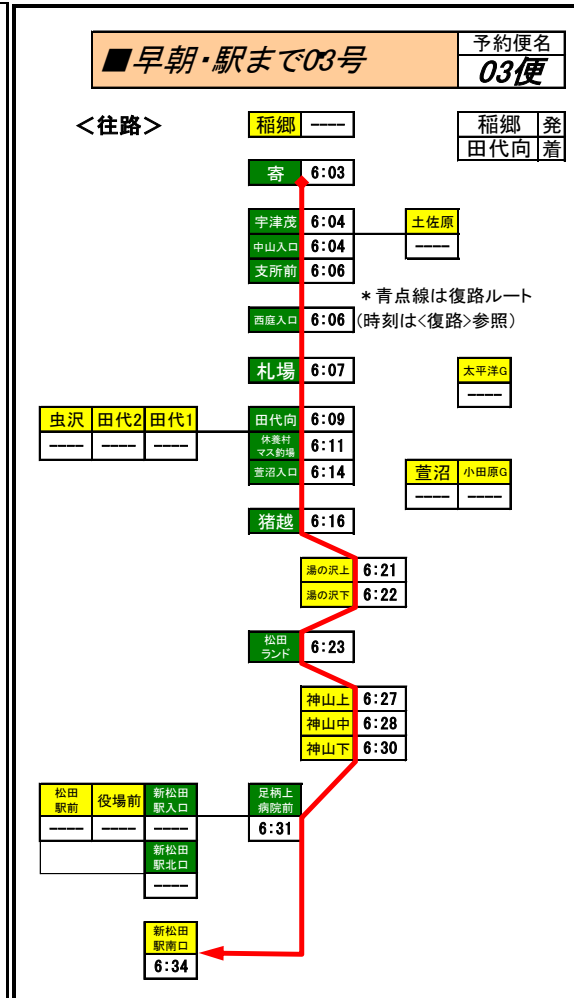 ■早朝・駅まで03号
予約便名
03便
<往路>
稲郷 ----
稲郷 発
田代向 着
寄 6:03
宇津茂 6:04
土佐原
中山入口 6:04
----
支所前 6:06
*青点線は復路ルート
西庭入口 6:06
(時刻は<復路>参照)
札場 6:07
太平洋G
----
虫沢 田代2 田代1
---- ---- ----
田代向 6:09
休養村
マス釣場
6:11
萱沼入口 6:14
萱沼 小田原G
---- ----
猪越 6:16
湯の沢上 6:21
湯の沢下 6:22
松田
ランド
6:23
神山上 6:27
神山中 6:28
神山下 6:30
松田
駅前
役場前
新松田
駅入口
足柄上
病院前
---- ---- ----
6:31
新松田
駅北口
----
新松田
駅南口
6:34